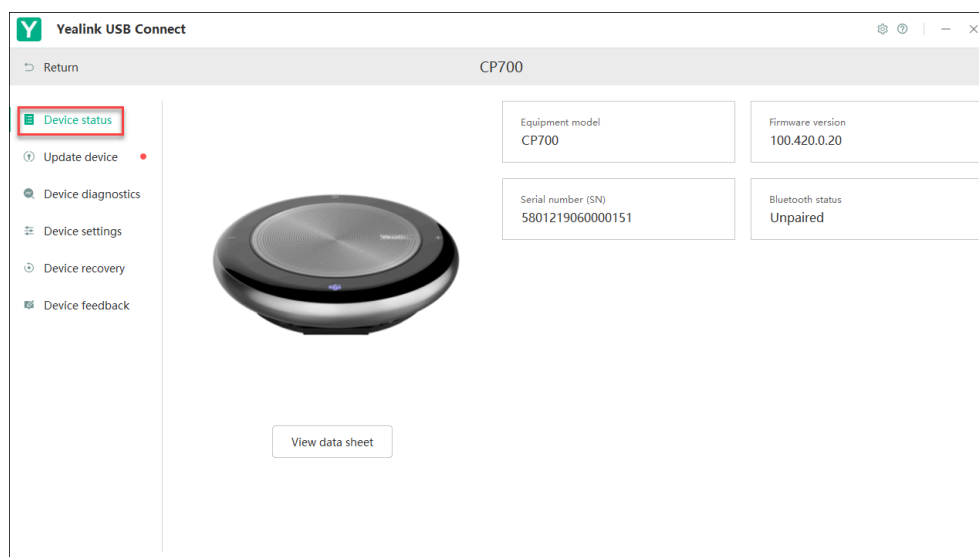 Yealink USB Connect
Return
CP700
Device status
Update device
Device diagnostics
Device settings
Device recovery
Device feedback
View data sheet
Equipment model
CP700
Firmware version
100.420.0.20
Serial number (SN)
5801219060000151
Bluetooth status
Unpaired